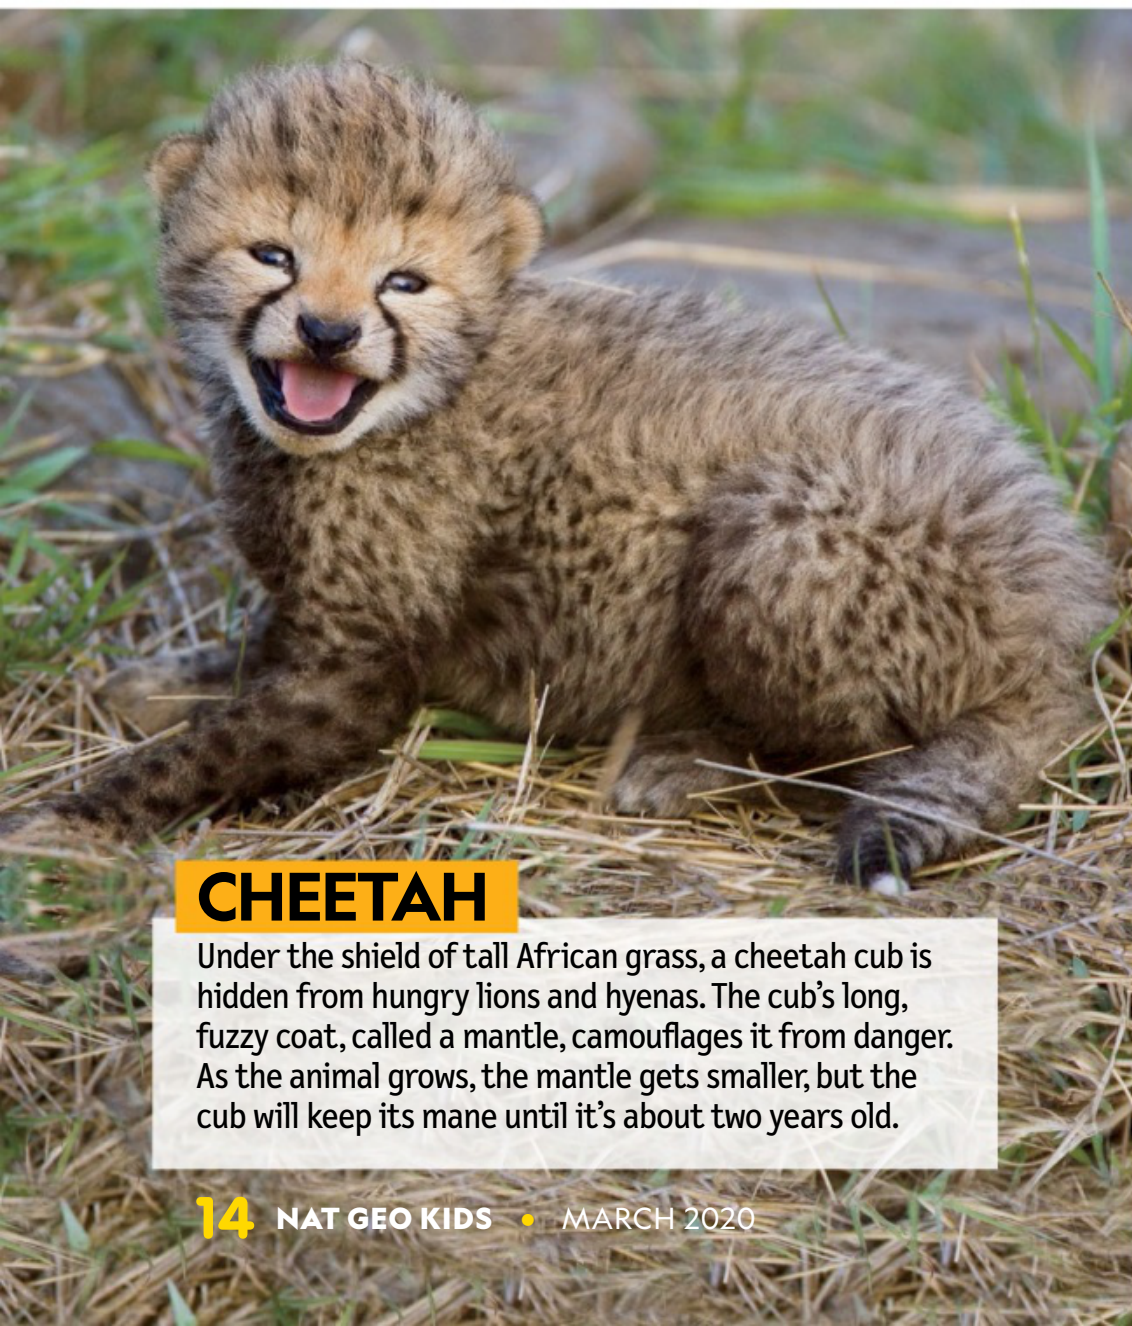 CHEETAH
Under the shield of tall African grass, a cheetah cub is
hidden from hungry lions and hyenas. The cub’s long,
fuzzy coat, called a mantle, camouflages it from danger.
As the animal grows, the mantle gets smaller, but the
cub will keep its mane until it’s about two years old.
14 NAT GEO KIDS • MARCH 2020